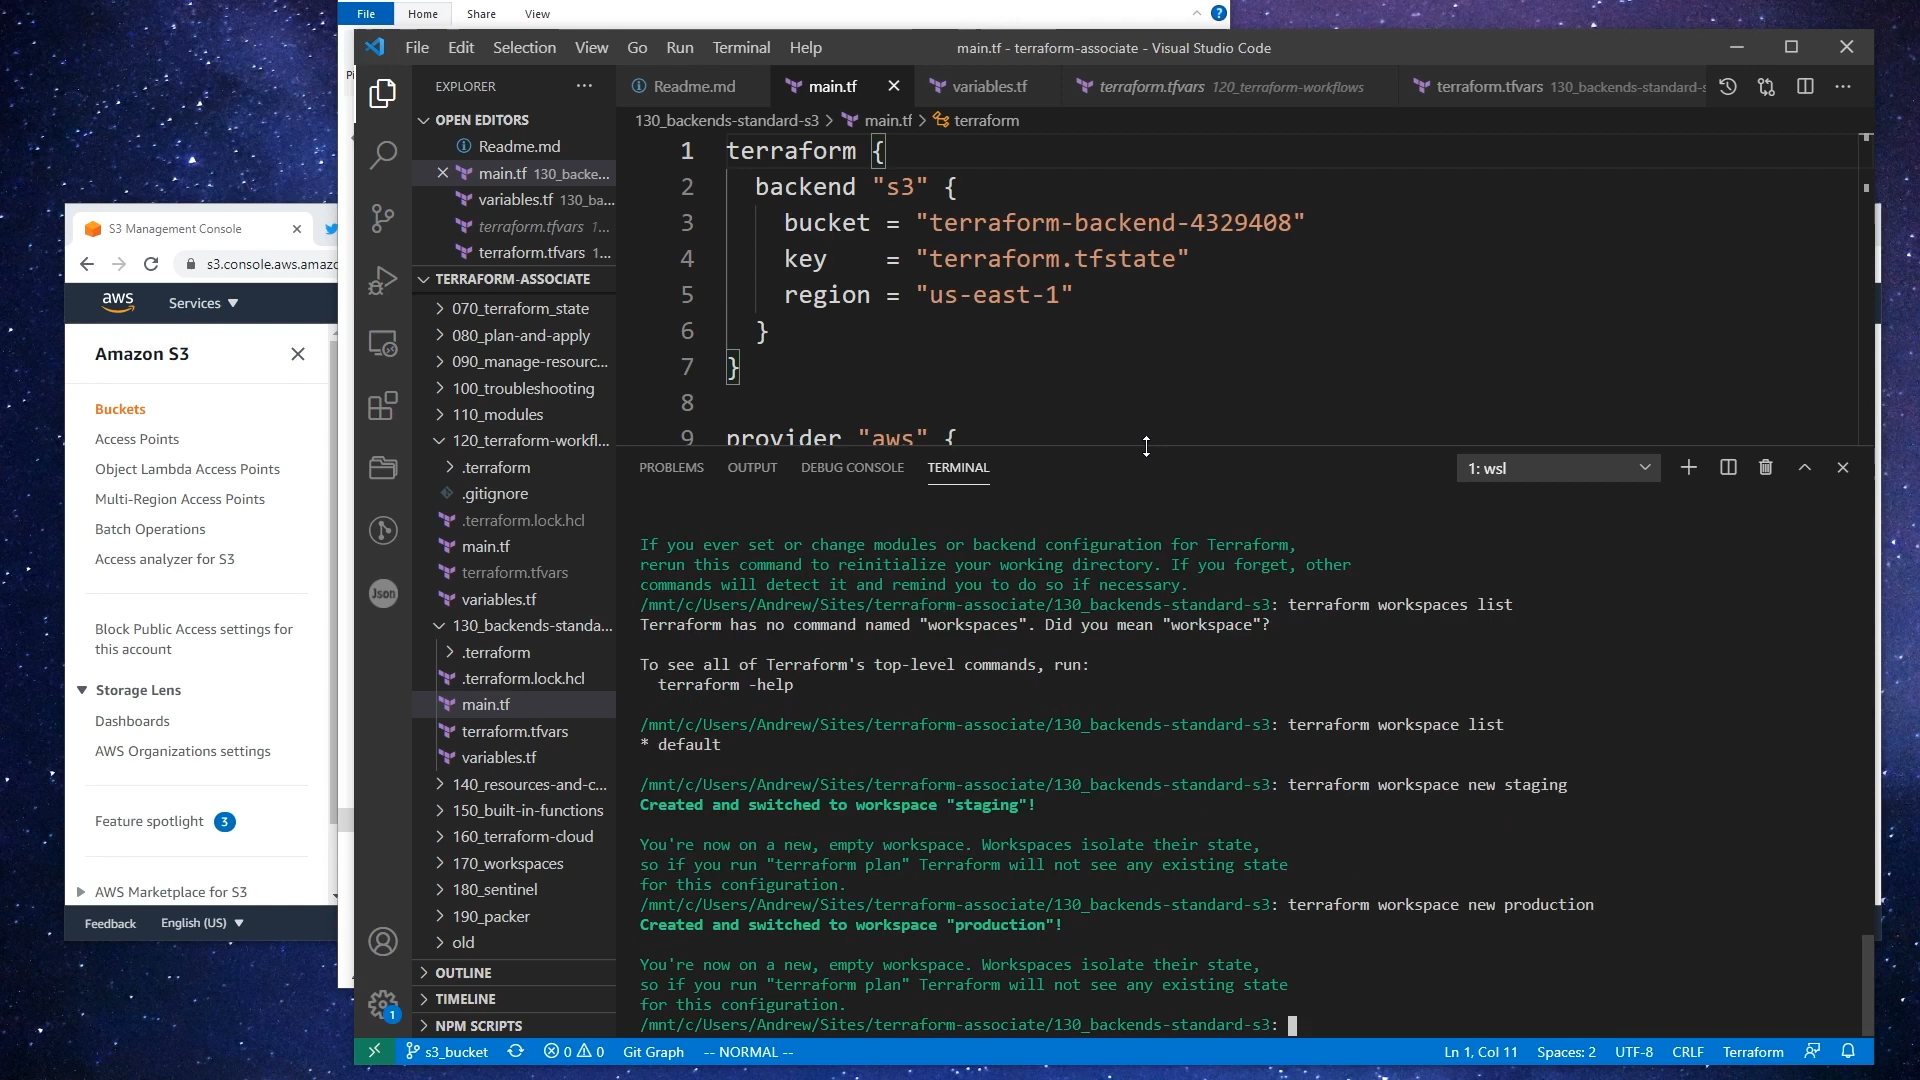 File Home Share View
File Edit Selection View Go Run Terminal Help
main.tf - terraform-associate - Visual Studio Code
EXPLORER
OPEN EDITORS
Readme.md
main.tf 130_backe...
variables.tf 130_ba...
terraform.tfvars 1...
terraform.tfvars 1...
TERRAFORM-ASSOCIATE
070_terraform_state
080_plan-and-apply
090_manage-resourc...
100_troubleshooting
110_modules
120_terraform-workfl...
.terraform
.gitignore
.terraform.lock.hcl
main.tf
terraform.tfvars
variables.tf
130_backends-standa...
.terraform
.terraform.lock.hcl
main.tf
terraform.tfvars
variables.tf
140_resources-and-c...
150_built-in-functions
160_terraform-cloud
170_workspaces
180_sentinel
190_packer
old
OUTLINE
TIMELINE
NPM SCRIPTS
Json
1
Readme.md
main.tf
variables.tf
terraform.tfvars 120_terraform-workflows
terraform.tfvars 130_backends-standard-s
130_backends-standard-s3 > main.tf > terraform
1 terraform {
2 backend "s3" {
3 bucket = "terraform-backend-4329408"
4 key = "terraform.tfstate"
5 region = "us-east-1"
6 }
7 }
8
9 provider "aws" {
PROBLEMS OUTPUT DEBUG CONSOLE TERMINAL
1: wsl
If you ever set or change modules or backend configuration for Terraform,
rerun this command to reinitialize your working directory. If you forget, other
commands will detect it and remind you to do so if necessary.
/mnt/c/Users/Andrew/Sites/terraform-associate/130_backends-standard-s3: terraform workspaces list
Terraform has no command named "workspaces". Did you mean "workspace"?
To see all of Terraform's top-level commands, run:
terraform -help
/mnt/c/Users/Andrew/Sites/terraform-associate/130_backends-standard-s3: terraform workspace list
* default
/mnt/c/Users/Andrew/Sites/terraform-associate/130_backends-standard-s3: terraform workspace new staging
Created and switched to workspace "staging"!
You're now on a new, empty workspace. Workspaces isolate their state,
so if you run "terraform plan" Terraform will not see any existing state
for this configuration.
/mnt/c/Users/Andrew/Sites/terraform-associate/130_backends-standard-s3: terraform workspace new production
Created and switched to workspace "production"!
You're now on a new, empty workspace. Workspaces isolate their state,
so if you run "terraform plan" Terraform will not see any existing state
for this configuration.
/mnt/c/Users/Andrew/Sites/terraform-associate/130_backends-standard-s3:
s3_bucket 0 0 Git Graph -- NORMAL --
Ln 1, Col 11 Spaces: 2 UTF-8 CRLF Terraform
S3 Management Console
s3.console.aws.amazo
aws Services
Amazon S3
Buckets
Access Points
Object Lambda Access Points
Multi-Region Access Points
Batch Operations
Access analyzer for S3
Block Public Access settings for
this account
Storage Lens
Dashboards
AWS Organizations settings
Feature spotlight 3
AWS Marketplace for S3
Feedback English (US)